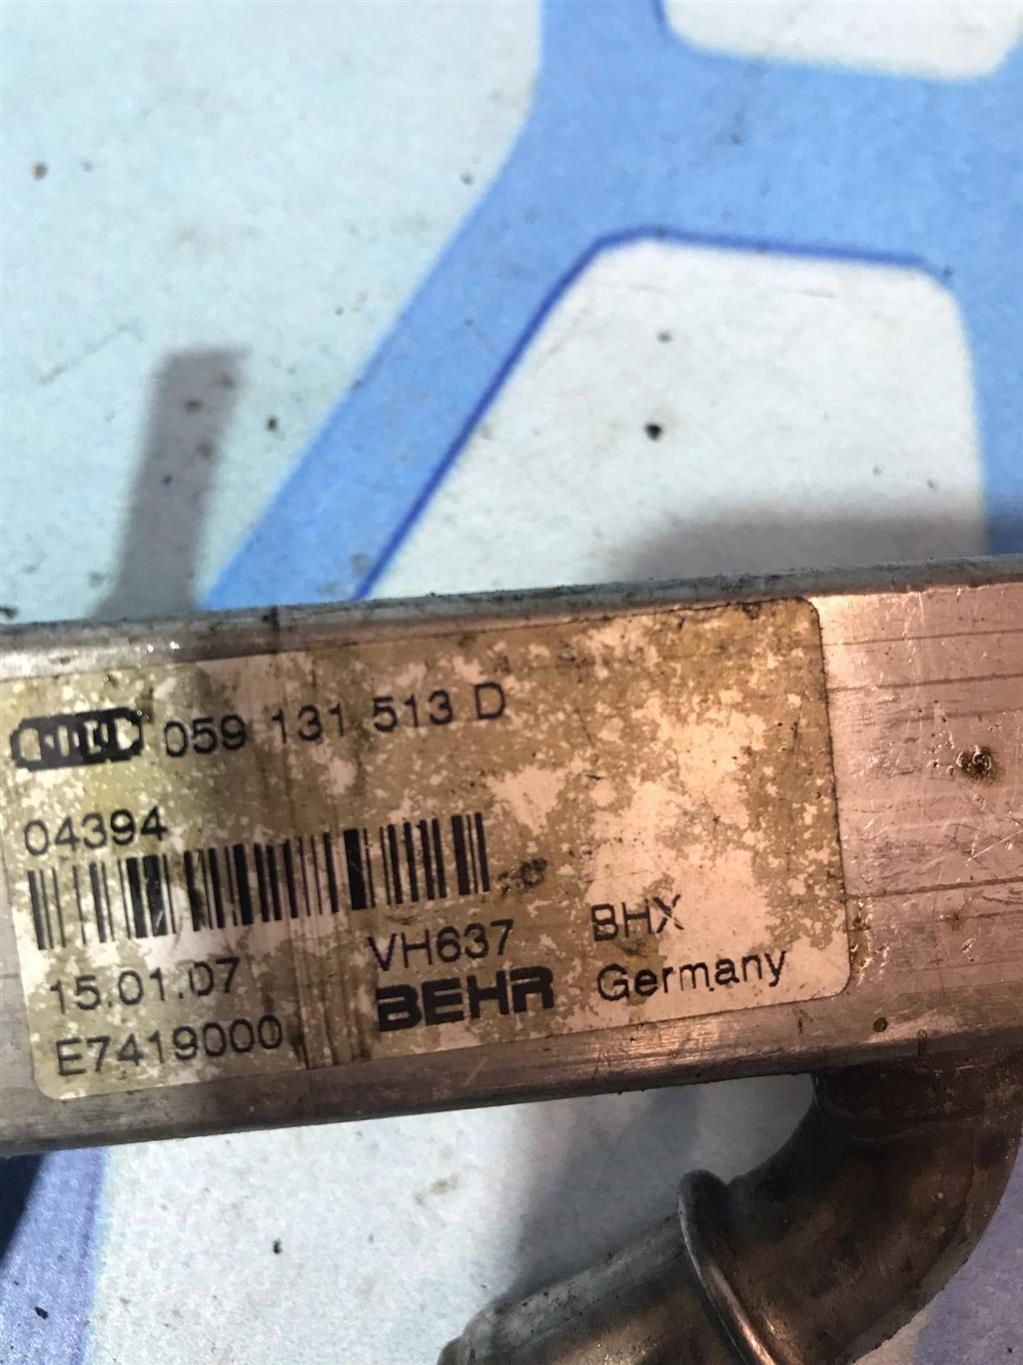 059 131 513 D
04394
15.01.07 VH637 BHX
E7419000 BEHR Germany